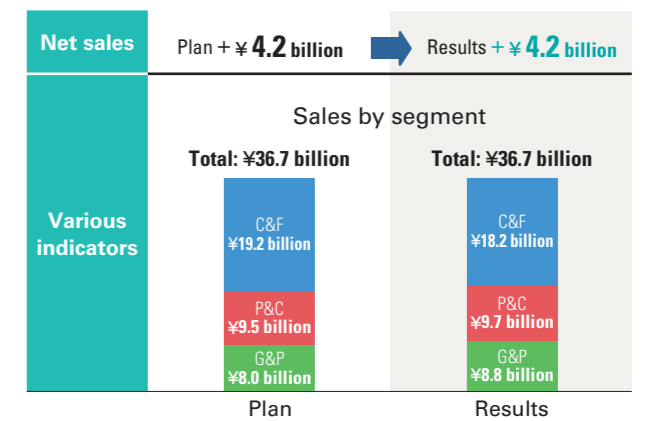 Net sales
Plan + ¥ 4.2 billion
Results + ¥ 4.2 billion
Various
indicators
Sales by segment
Total: ¥36.7 billion
Total: ¥36.7 billion
C&F
¥19.2 billion
C&F
¥18.2 billion
P&C
¥9.5 billion
P&C
¥9.7 billion
G&P
¥8.0 billion
G&P
¥8.8 billion
Plan
Results